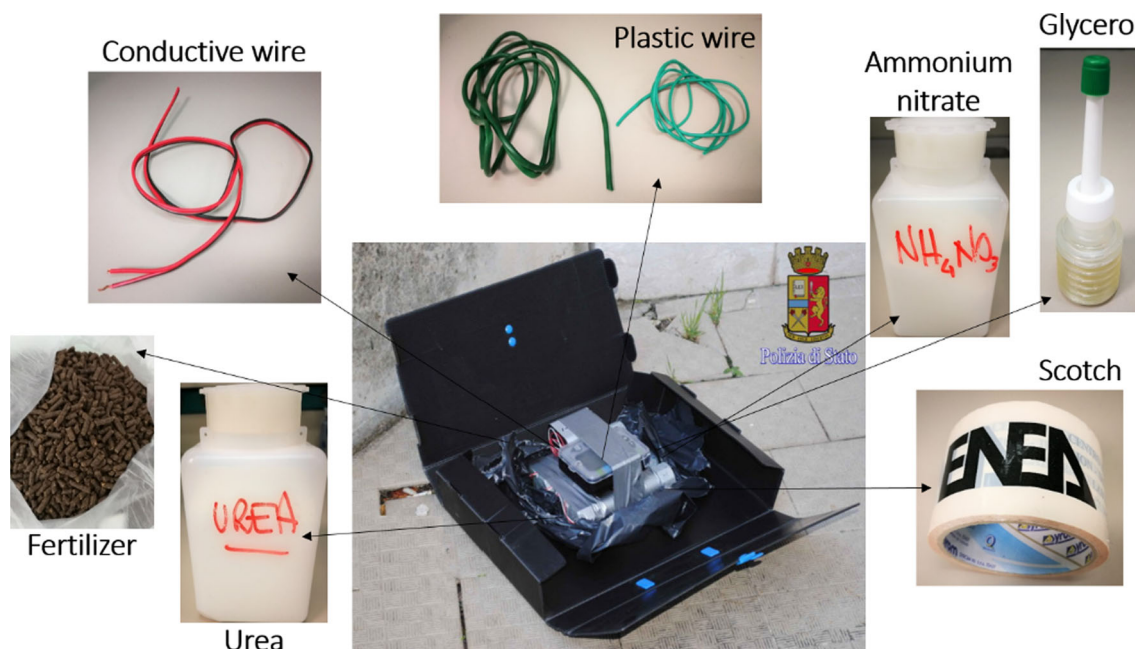 Conductive wire
Plastic wire
Ammonium
nitrate
Glycero
NH4NO3
Polizia di Stato
Scotch
ENEA
UREA
Fertilizer
Urea